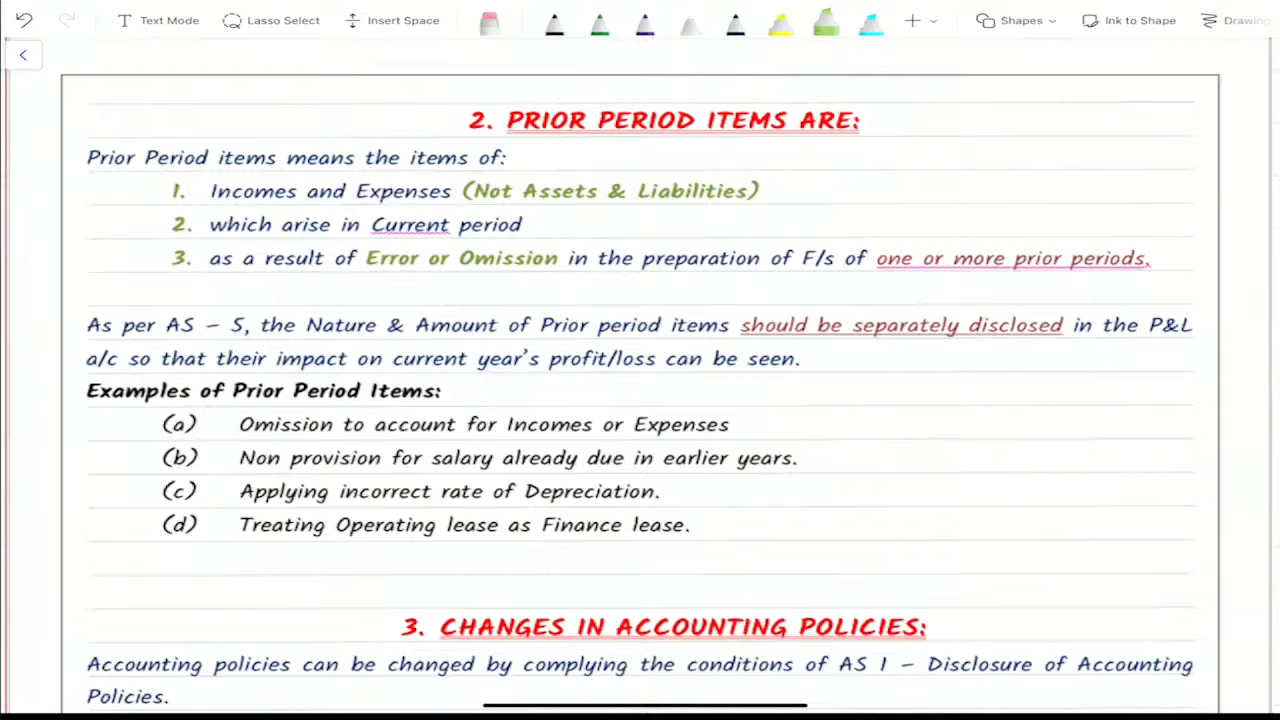 Text Mode Lasso Select Insert Space Shapes Ink to Shape Drawing
2. PRIOR PERIOD ITEMS ARE:
Prior Period items means the items of:
1. Incomes and Expenses (Not Assets & Liabilities)
2. which arise in Current period
3. as a result of Error or Omission in the preparation of F/s of one or more prior periods.
As per AS – 5, the Nature & Amount of Prior period items should be separately disclosed in the P&L
a/c so that their impact on current year's profit/loss can be seen.
Examples of Prior Period Items:
(a) Omission to account for Incomes or Expenses
(b) Non provision for salary already due in earlier years.
(c) Applying incorrect rate of Depreciation.
(d) Treating Operating lease as Finance lease.
3. CHANGES IN ACCOUNTING POLICIES:
Accounting policies can be changed by complying the conditions of AS 1 – Disclosure of Accounting
Policies.